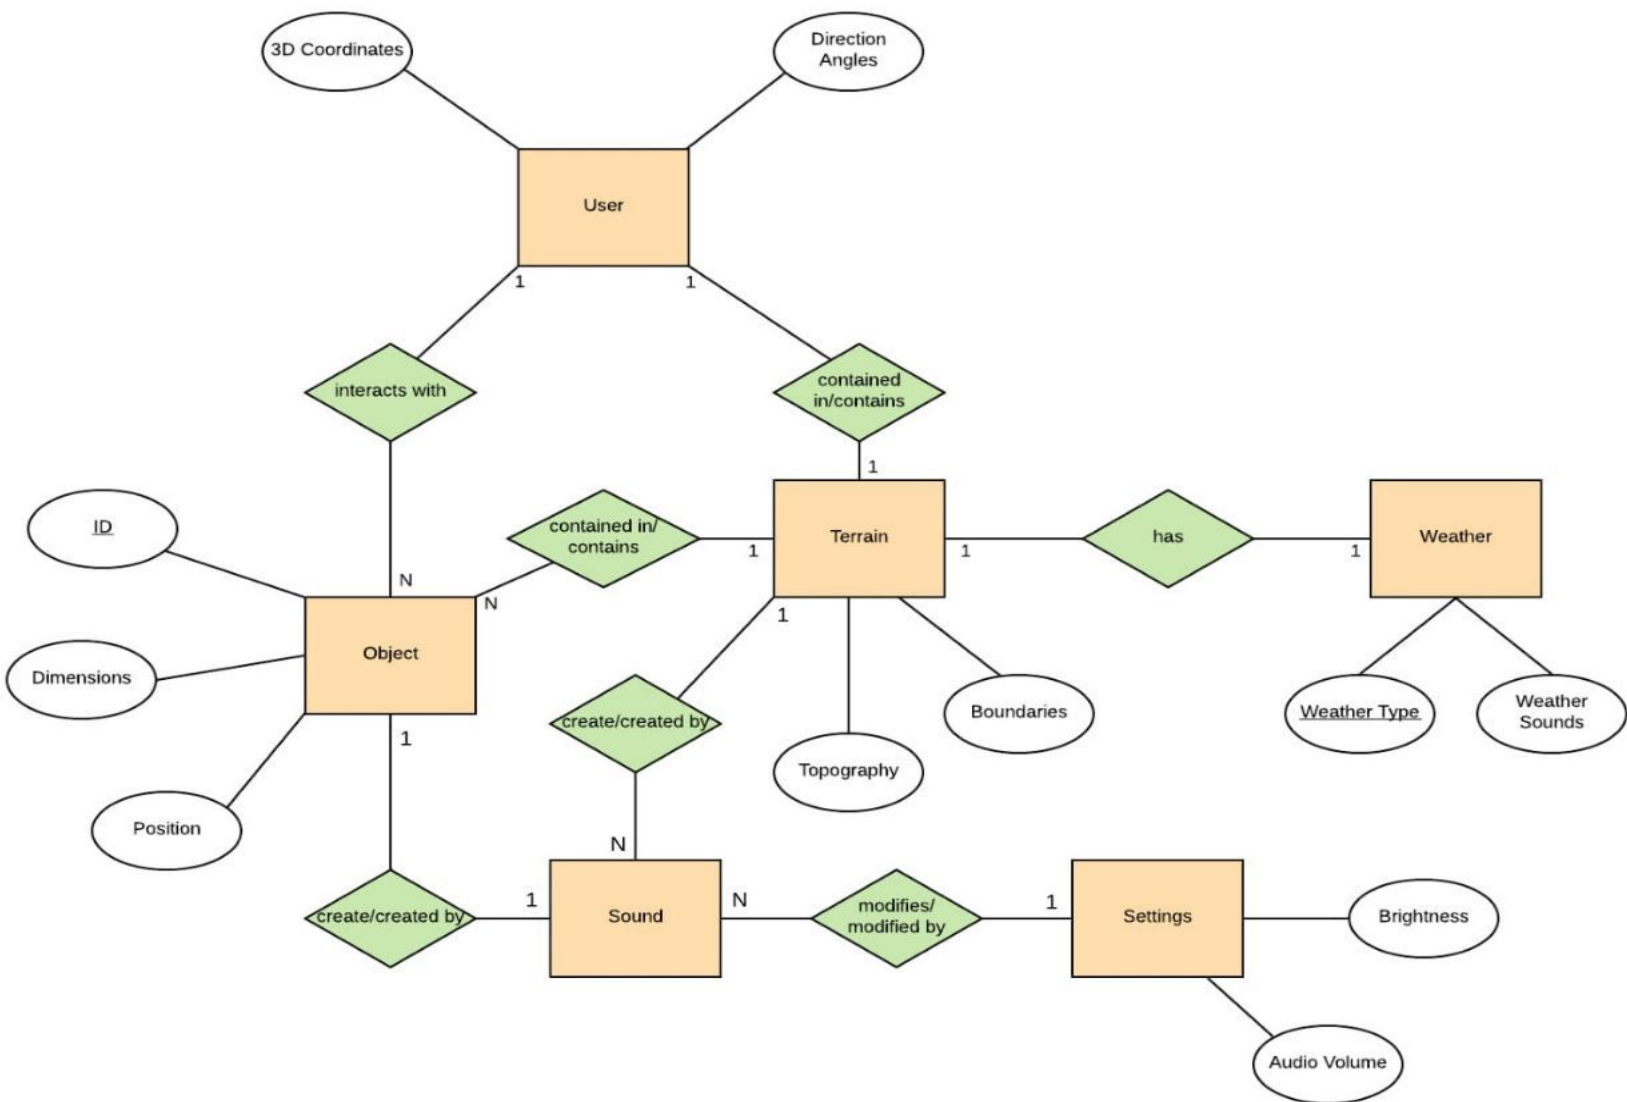 3D Coordinates
Direction
Angles
User
1
1
interacts with
contained
in/contains
1
ID
contained in/
contains
1
Terrain
1
has
1
Weather
N
N
1
Object
Dimensions
create/created by
Boundaries
Weather Type
Weather
Sounds
1
Topography
Position
N
1
create/created by
Sound
N
modifies/
modified by
1
Settings
Brightness
Audio Volume